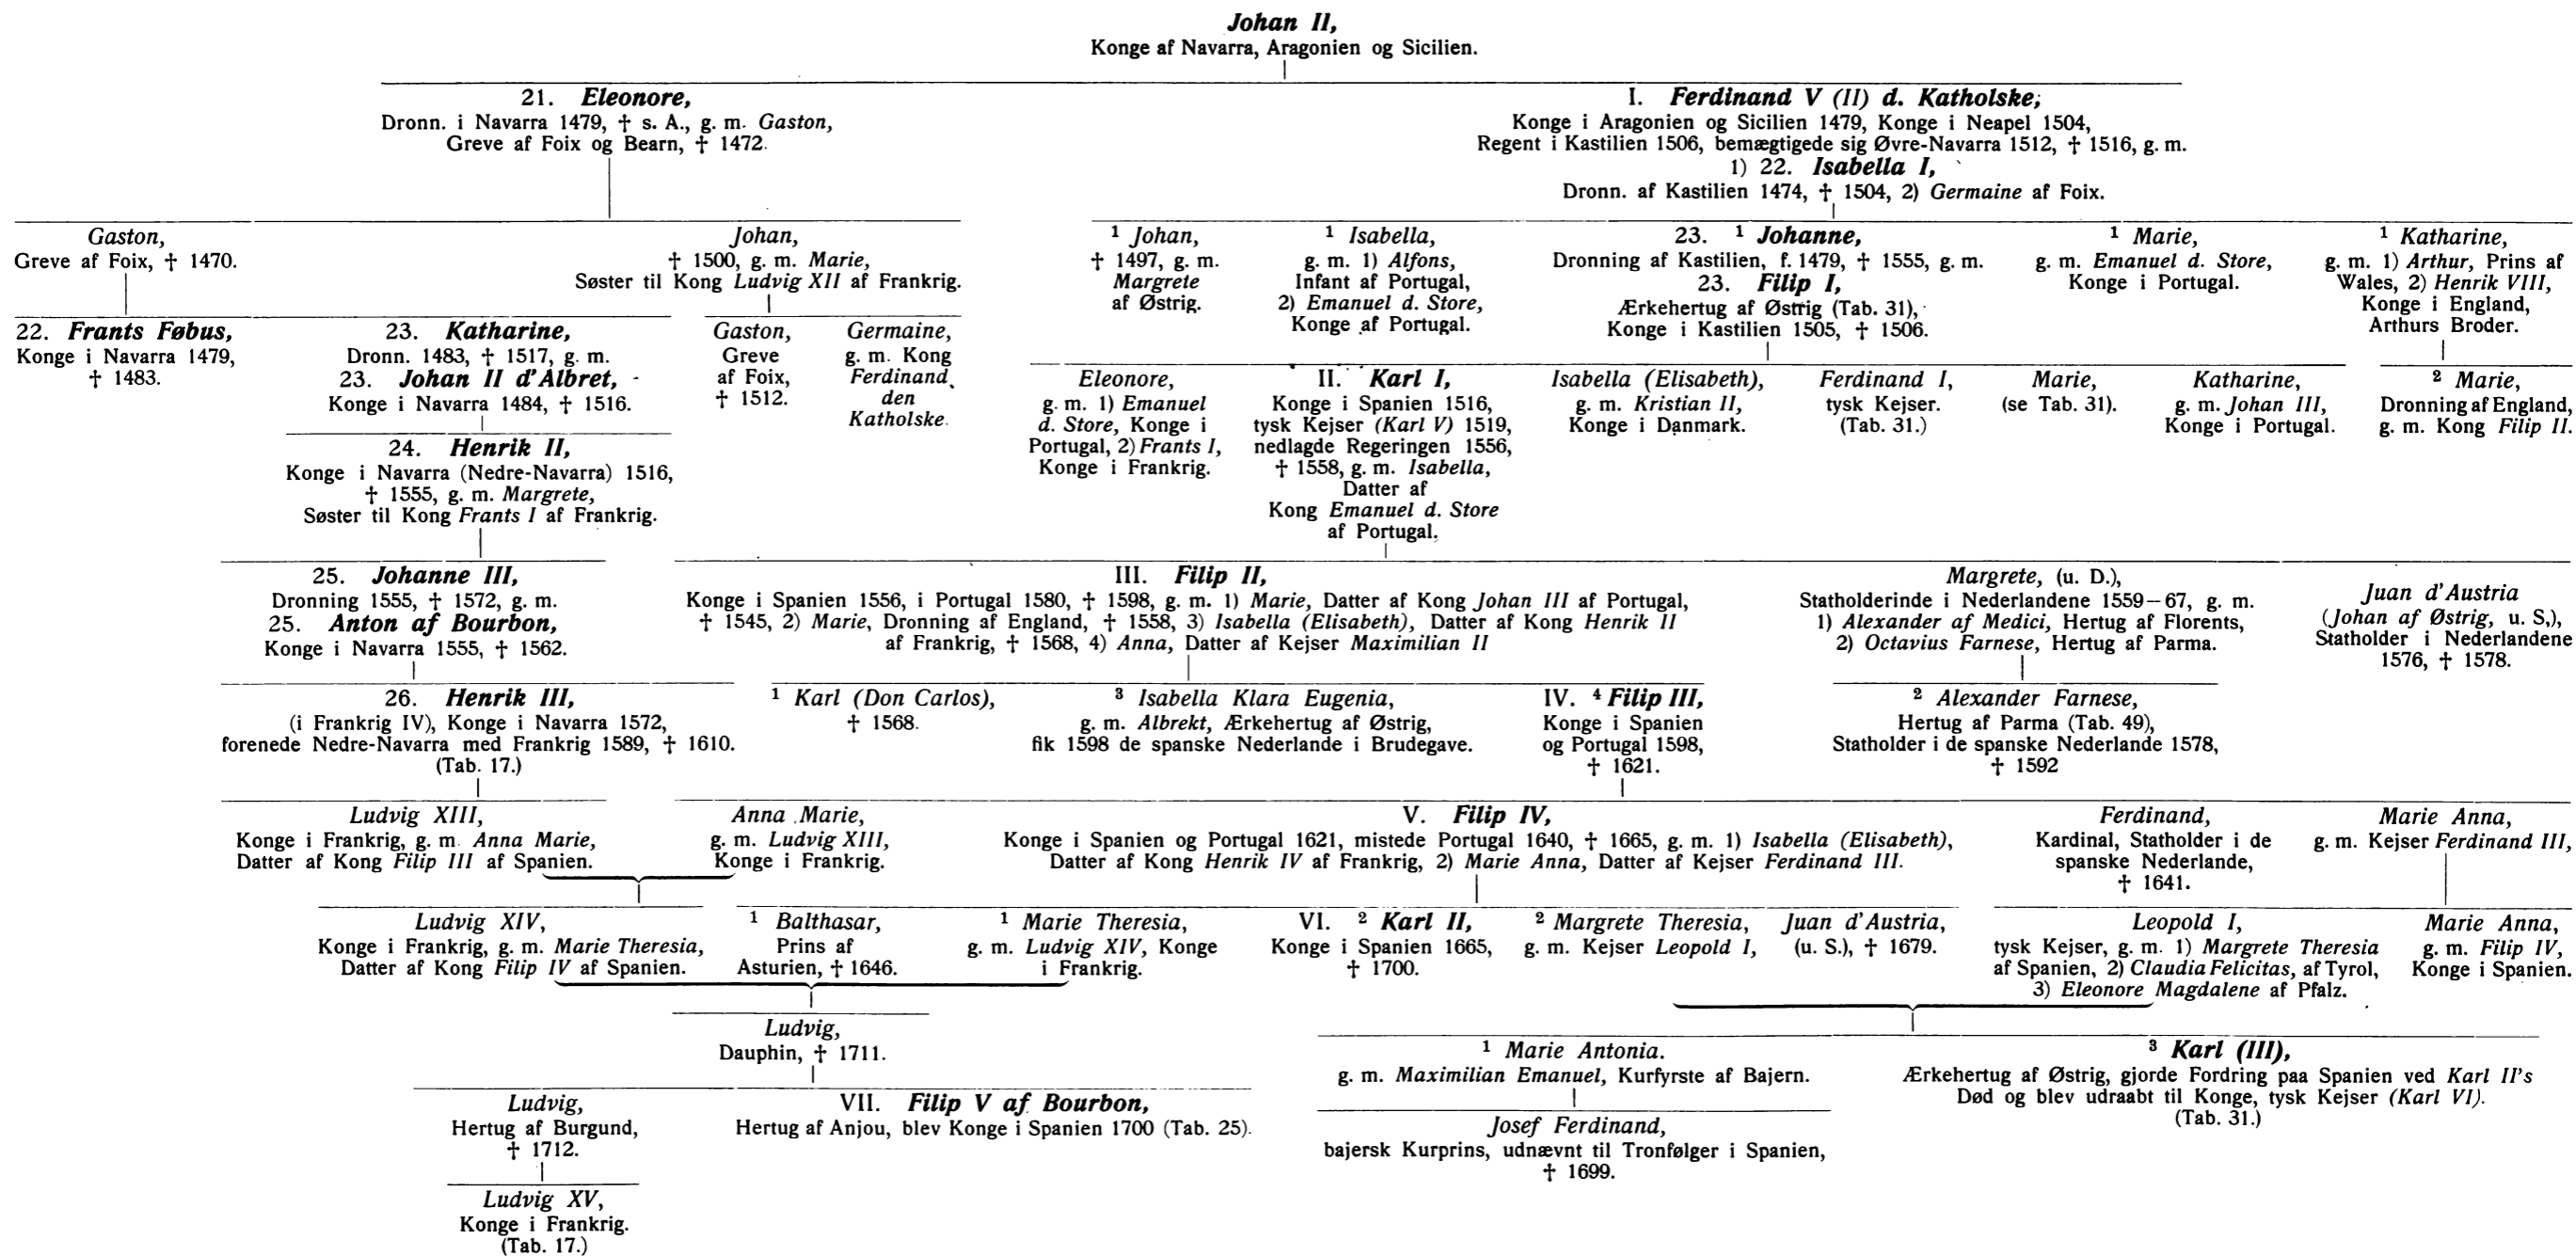 Johan II,
Konge af Navarra, Aragonien og Sicilien.
21. Eleonore,
Dronn. i Navarra 1479, † s. A., g. m. Gaston,
Greve af Foix og Bearn, † 1472.
I. Ferdinand V (II) d. Katholske,
Konge i Aragonien og Sicilien 1479, Konge i Neapel 1504,
Regent i Kastilien 1506, bemægtigede sig Øvre-Navarra 1512, † 1516, g. m.
1) 22. Isabella I,
Dronn. af Kastilien 1474, † 1504, 2) Germaine af Foix.
Gaston,
Greve af Foix, † 1470.
Johan,
† 1500, g. m. Marie,
Søster til Kong Ludvig XII af Frankrig.
1 Johan,
† 1497, g. m.
Margrete
af Østrig.
1 Isabella,
g. m. 1) Alfons,
Infant af Portugal,
2) Emanuel d. Store,
Konge af Portugal.
23. 1 Johanne,
Dronning af Kastilien, f. 1479, † 1555, g. m.
23. Filip I,
Ærkehertug af Østrig (Tab. 31),
Konge i Kastilien 1505, † 1506.
1 Marie,
g. m. Emanuel d. Store,
Konge i Portugal.
1 Katharine,
g. m. 1) Arthur, Prins af
Wales, 2) Henrik VIII,
Konge i England,
Arthurs Broder.
22. Frants Føbus,
Konge i Navarra 1479,
† 1483.
23. Katharine,
Dronn. 1483, † 1517, g. m.
23. Johan II d'Albret,
Konge i Navarra 1484, † 1516.
Gaston,
Greve
af Foix,
† 1512.
Germaine,
g. m. Kong
Ferdinand
den
Katholske.
Eleonore,
g. m. 1) Emanuel
d. Store, Konge i
Portugal, 2) Frants I,
Konge i Frankrig.
II. Karl I,
Konge i Spanien 1516,
tysk Kejser (Karl V) 1519,
nedlagde Regeringen 1556,
† 1558, g. m. Isabella,
Datter af
Kong Emanuel d. Store
af Portugal.
Isabella (Elisabeth),
g. m. Kristian II,
Konge i Danmark.
Ferdinand I,
tysk Kejser.
(Tab. 31.)
Marie,
(se Tab. 31).
Katharine,
g. m. Johan III,
Konge i Portugal.
2 Marie,
Dronning af England,
g. m. Kong Filip II.
24. Henrik II,
Konge i Navarra (Nedre-Navarra) 1516,
† 1555, g. m. Margrete,
Søster til Kong Frants I af Frankrig.
25. Johanne III,
Dronning 1555, † 1572, g. m.
25. Anton af Bourbon,
Konge i Navarra 1555, † 1562.
III. Filip II,
Konge i Spanien 1556, i Portugal 1580, † 1598, g. m. 1) Marie, Datter af Kong Johan III af Portugal,
† 1545, 2) Marie, Dronning af England, † 1558, 3) Isabella (Elisabeth), Datter af Kong Henrik II
af Frankrig, † 1568, 4) Anna, Datter af Kejser Maximilian II
Margrete, (u. D.),
Statholderinde i Nederlandene 1559–67, g. m.
1) Alexander af Medici, Hertug af Florents,
2) Octavius Farnese, Hertug af Parma.
Juan d'Austria
(Johan af Østrig, u. S,),
Statholder i Nederlandene
1576, † 1578.
26. Henrik III,
(i Frankrig IV), Konge i Navarra 1572,
forenede Nedre-Navarra med Frankrig 1589, † 1610.
(Tab. 17.)
1 Karl (Don Carlos),
† 1568.
3 Isabella Klara Eugenia,
g. m. Albrekt, Ærkehertug af Østrig,
fik 1598 de spanske Nederlande i Brudegave.
IV. 4 Filip III,
Konge i Spanien
og Portugal 1598,
† 1621.
2 Alexander Farnese,
Hertug af Parma (Tab. 49),
Statholder i de spanske Nederlande 1578,
† 1592
Ludvig XIII,
Konge i Frankrig, g. m. Anna Marie,
Datter af Kong Filip III af Spanien.
Anna Marie,
g. m. Ludvig XIII,
Konge i Frankrig.
V. Filip IV,
Konge i Spanien og Portugal 1621, mistede Portugal 1640, † 1665, g. m. 1) Isabella (Elisabeth),
Datter af Kong Henrik IV af Frankrig, 2) Marie Anna, Datter af Kejser Ferdinand III.
Ferdinand,
Kardinal, Statholder i de
spanske Nederlande,
† 1641.
Marie Anna,
g. m. Kejser Ferdinand III,
Ludvig XIV,
Konge i Frankrig, g. m. Marie Theresia,
Datter af Kong Filip IV af Spanien.
1 Balthasar,
Prins af
Asturien, † 1646.
1 Marie Theresia,
g. m. Ludvig XIV, Konge
i Frankrig.
VI. 2 Karl II,
Konge i Spanien 1665,
† 1700.
2 Margrete Theresia,
g. m. Kejser Leopold I,
Juan d'Austria,
(u. S.), † 1679.
Leopold I,
tysk Kejser, g. m. 1) Margrete Theresia
af Spanien, 2) Claudia Felicitas, af Tyrol,
3) Eleonore Magdalene af Pfalz.
Marie Anna,
g. m. Filip IV,
Konge i Spanien.
Ludvig,
Dauphin, † 1711.
1 Marie Antonia.
g. m. Maximilian Emanuel, Kurfyrste af Bajern.
3 Karl (III),
Ærkehertug af Østrig, gjorde Fordring paa Spanien ved Karl II's
Død og blev udraabt til Konge, tysk Kejser (Karl VI).
(Tab. 31.)
Ludvig,
Hertug af Burgund,
† 1712.
VII. Filip V af Bourbon,
Hertug af Anjou, blev Konge i Spanien 1700 (Tab. 25).
Josef Ferdinand,
bajersk Kurprins, udnævnt til Tronfølger i Spanien,
† 1699.
Ludvig XV,
Konge i Frankrig.
(Tab. 17.)